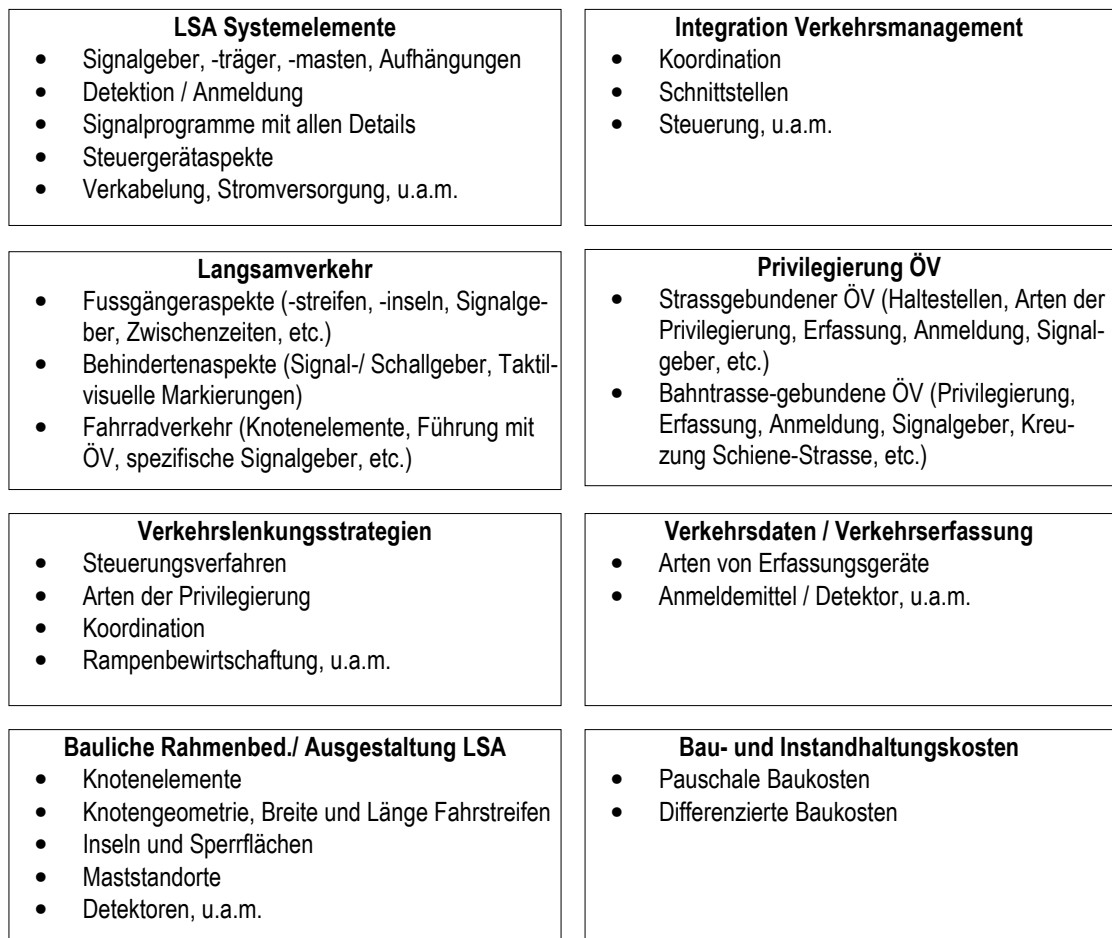 LSA Systemelemente
• Signalgeber, -träger, -masten, Aufhängungen
• Detektion / Anmeldung
• Signalprogramme mit allen Details
• Steuergerätaspekte
• Verkabelung, Stromversorgung, u.a.m.
Integration Verkehrsmanagement
• Koordination
• Schnittstellen
• Steuerung, u.a.m.
Langsamverkehr
• Fussgängeraspekte (-streifen, -inseln, Signalge-
ber, Zwischenzeiten, etc.)
• Behindertenaspekte (Signal-/ Schallgeber, Taktil-
visuelle Markierungen)
• Fahrradverkehr (Knotenelemente, Führung mit
ÖV, spezifische Signalgeber, etc.)
Privilegierung ÖV
• Strassgebundener ÖV (Haltestellen, Arten der
Privilegierung, Erfassung, Anmeldung, Signal-
geber, etc.)
• Bahntrasse-gebundene ÖV (Privilegierung,
Erfassung, Anmeldung, Signalgeber, Kreu-
zung Schiene-Strasse, etc.)
Verkehrslenkungsstrategien
• Steuerungsverfahren
• Arten der Privilegierung
• Koordination
• Rampenbewirtschaftung, u.a.m.
Verkehrsdaten / Verkehrserfassung
• Arten von Erfassungsgeräte
• Anmeldemittel / Detektor, u.a.m.
Bauliche Rahmenbed./ Ausgestaltung LSA
• Knotenelemente
• Knotengeometrie, Breite und Länge Fahrstreifen
• Inseln und Sperrflächen
• Maststandorte
• Detektoren, u.a.m.
Bau- und Instandhaltungskosten
• Pauschale Baukosten
• Differenzierte Baukosten